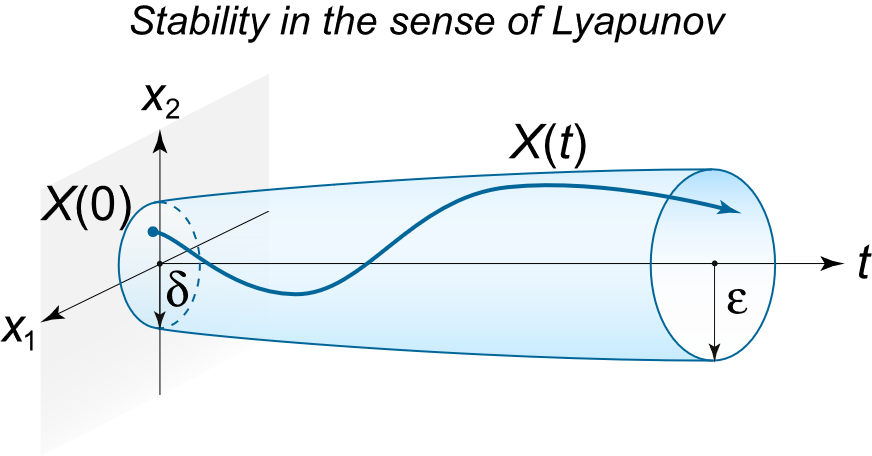 Stability in the sense of Lyapunov
x₂
X(t)
X(0)
t
δ
ε
x₁